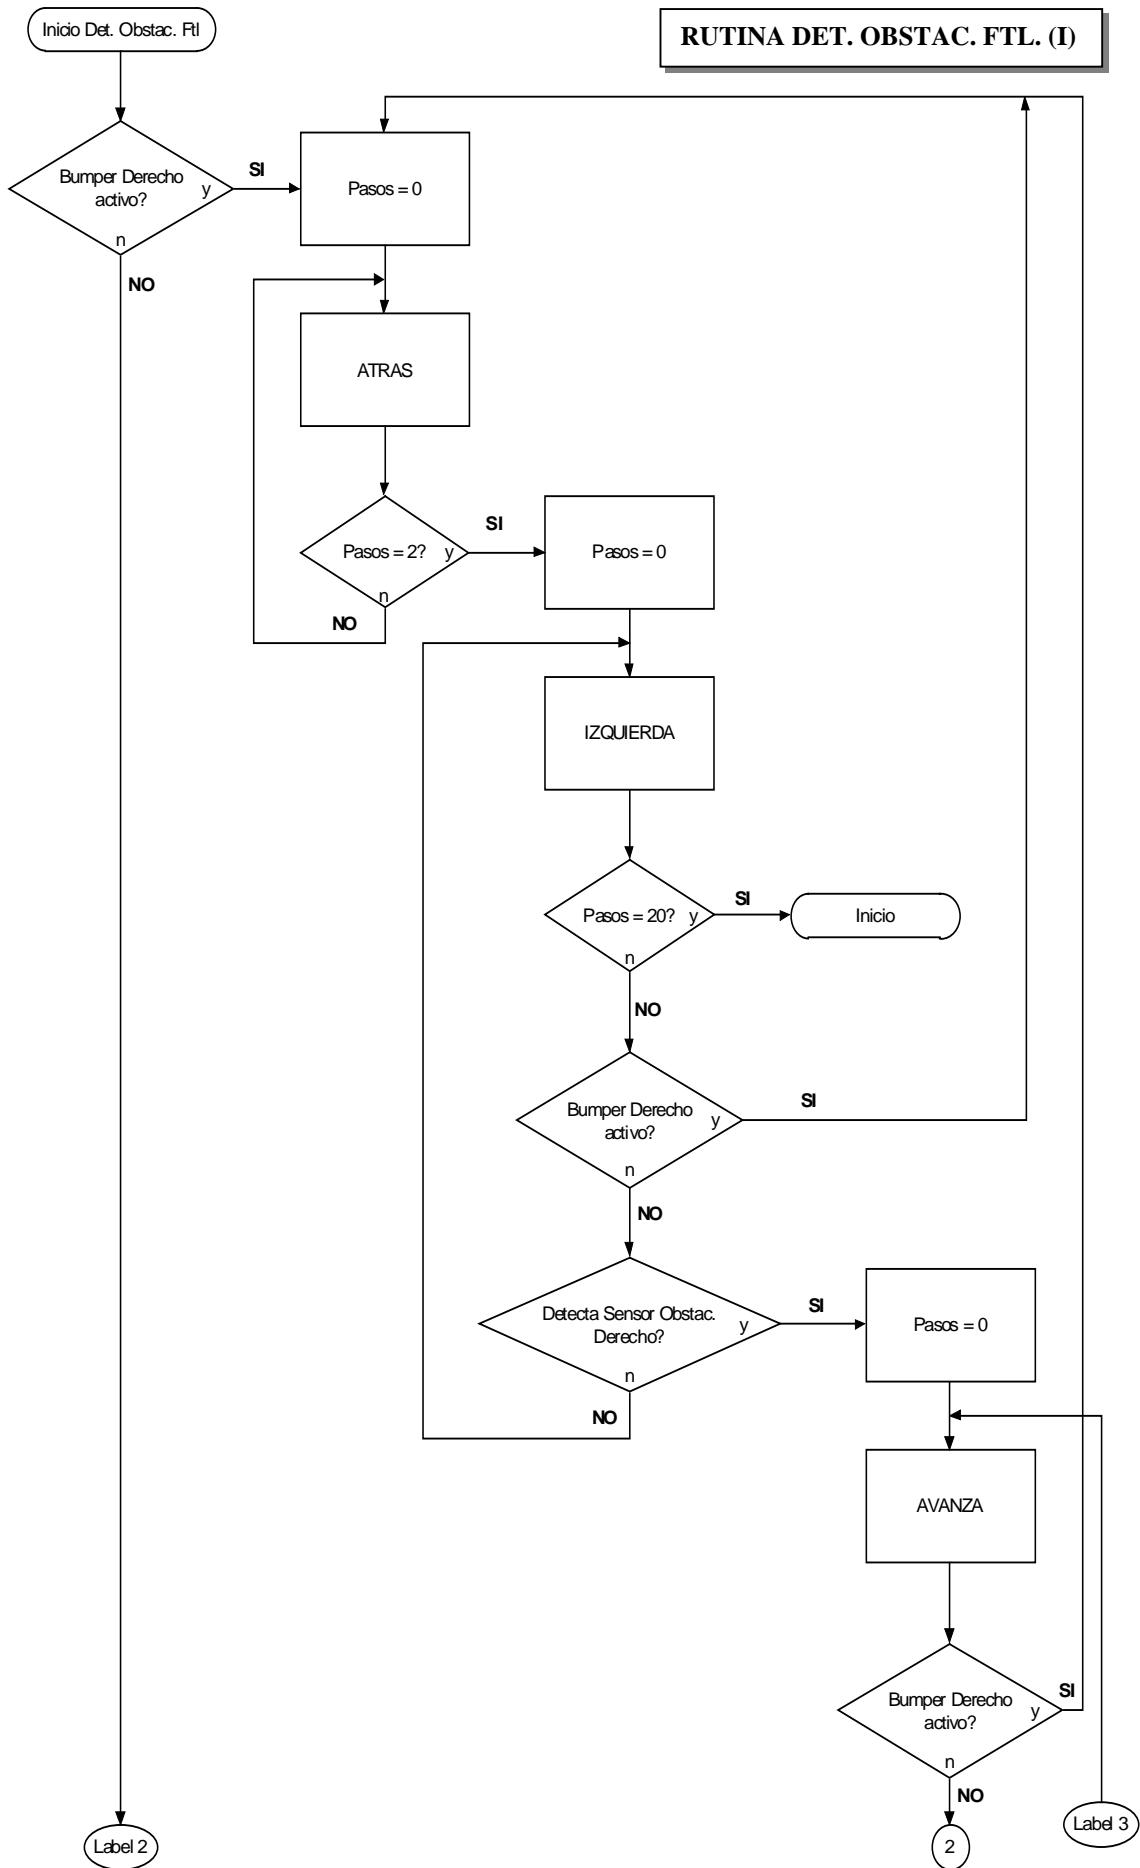 Inicio Det. Obstac. Ftl
RUTINA DET. OBSTAC. FTL. (I)
Bumper Derecho
activo?
y
n
SI
NO
Pasos = 0
ATRAS
Pasos = 2?
y
n
SI
NO
Pasos = 0
IZQUIERDA
Pasos = 20?
y
n
SI
NO
Inicio
Bumper Derecho
activo?
y
n
SI
NO
Detecta Sensor Obstac.
Derecho?
y
n
SI
NO
Pasos = 0
AVANZA
Bumper Derecho
activo?
y
n
SI
NO
Label 2
2
Label 3